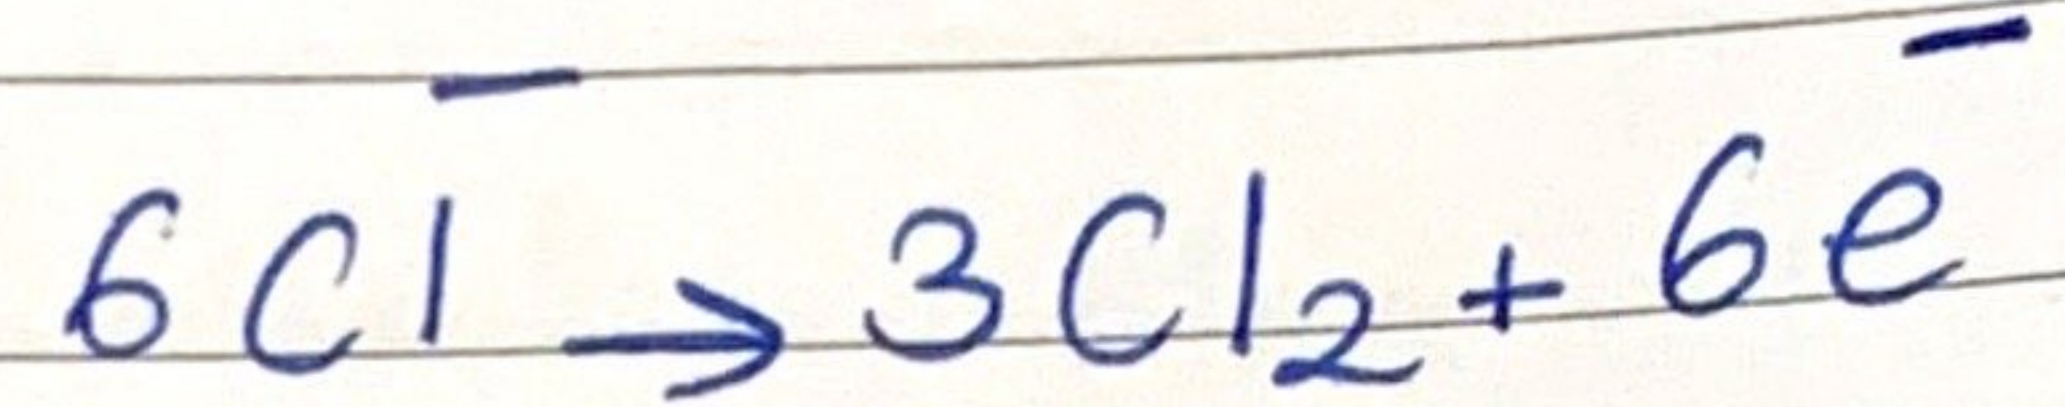 6Cl⁻ → 3Cl₂ + 6e⁻